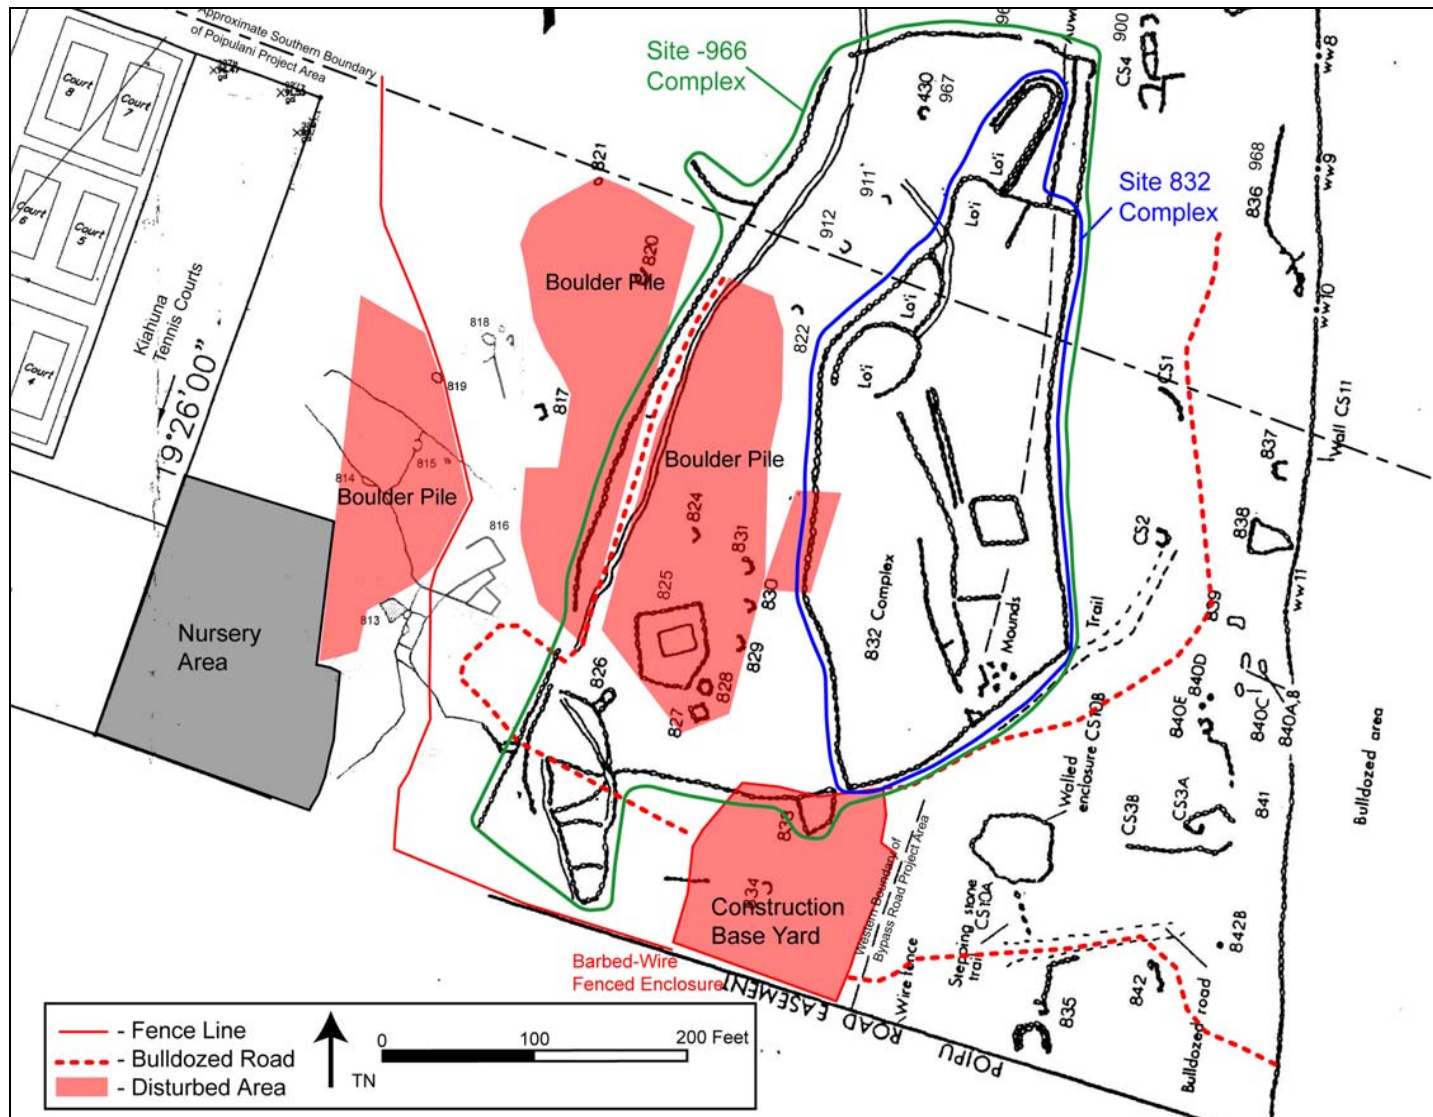 Approximate Southern Boundary
of Poipulani Project Area
Court
8
Court
7
Court
6
Court
5
Court
4
Kiahuna
Tennis Courts
19°26'00"
Site -966
Complex
Site 832
Complex
430
967
911
912
822
821
820
Boulder Pile
818
819
817
815
814
Boulder Pile
816
813
Boulder Pile
824
831
825
830
829
828
827
826
Nursery
Area
Lo'i
Lo'i
Lo'i
Lo'i
832 Complex
Mounds
Trail
CS4
900
836
968
ww8
ww9
ww10
Wall CS11
ww11
CS1
837
838
CS2
839
840D
840E
840C
840A,B
CS3A
CS3B
841
Walled
enclosure CS10B
Bulldozed area
Stepping stone
trail
CS10A
842B
842
835
Bulldozed road
Wire fence
Western Boundary of
Bypass Road Project Area
834
Construction
Base Yard
Barbed-Wire
Fenced Enclosure
POIPU ROAD EASEMENT
- Fence Line
- Bulldozed Road
- Disturbed Area
TN
0 100 200 Feet